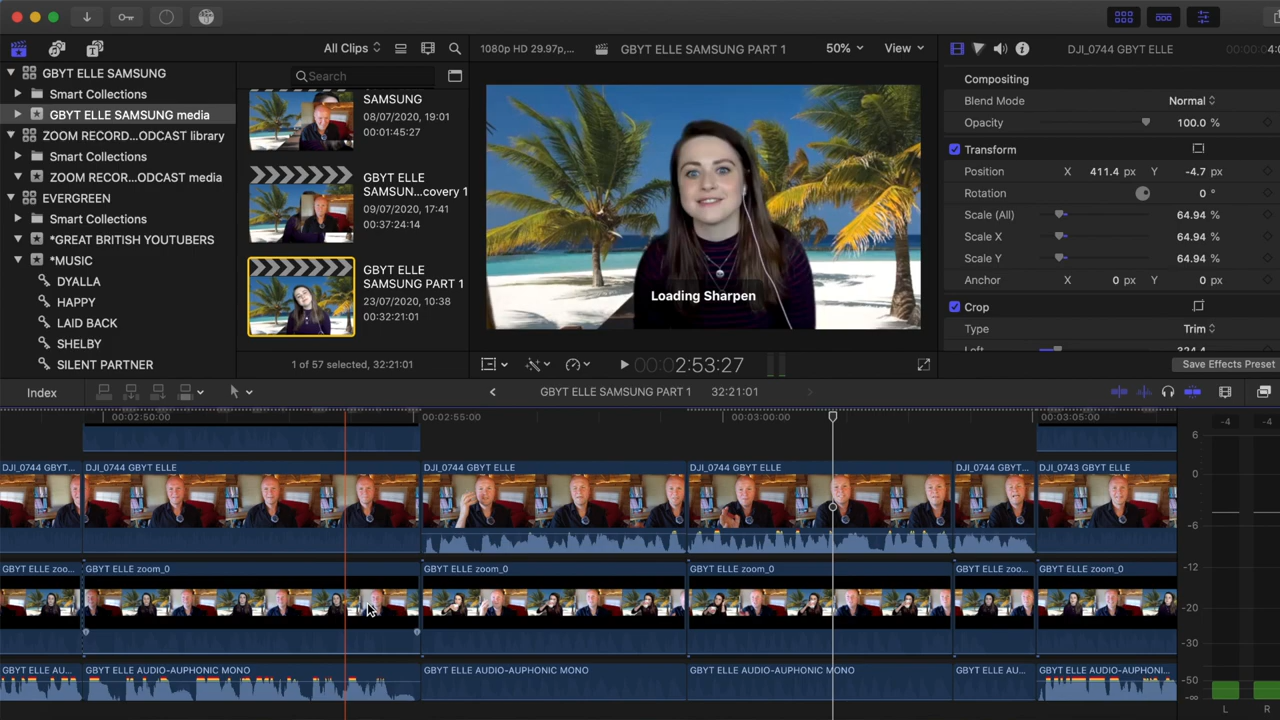 All Clips
1080p HD 29.97p,...
GBYT ELLE SAMSUNG PART 1
50%
View
DJI_0744 GBYT ELLE
GBYT ELLE SAMSUNG
Smart Collections
GBYT ELLE SAMSUNG media
ZOOM RECORD...ODCAST library
Smart Collections
ZOOM RECOR...ODCAST media
EVERGREEN
Smart Collections
*GREAT BRITISH YOUTUBERS
*MUSIC
DYALLA
HAPPY
LAID BACK
SHELBY
SILENT PARTNER
Search
SAMSUNG
08/07/2020, 19:01
00:01:45:27
GBYT ELLE
SAMSUN...covery 1
09/07/2020, 17:41
00:37:24:14
GBYT ELLE
SAMSUNG PART 1
23/07/2020, 10:38
00:32:21:01
1 of 57 selected, 32:21:01
Loading Sharpen
00:00:2:53:27
Compositing
Blend Mode Normal
Opacity 100.0 %
Transform
Position X 411.4 px Y -4.7 px
Rotation 0 °
Scale (All) 64.94 %
Scale X 64.94 %
Scale Y 64.94 %
Anchor X 0 px Y 0 px
Crop
Type Trim
Left 324.4
Save Effects Preset
Index
GBYT ELLE SAMSUNG PART 1 32:21:01
00:02:50:00
00:02:55:00
00:03:00:00
00:03:05:00
-4 -4
DJI_0744 GBYT...
DJI_0744 GBYT ELLE
DJI_0744 GBYT ELLE
DJI_0744 GBYT ELLE
DJI_0744 GBYT...
DJI_0743 GBYT ELLE
GBYT ELLE zoo...
GBYT ELLE zoom_0
GBYT ELLE zoom_0
GBYT ELLE zoom_0
GBYT ELLE zoo...
GBYT ELLE zoom_0
GBYT ELLE AU...
GBYT ELLE AUDIO-AUPHONIC MONO
GBYT ELLE AUDIO-AUPHONIC MONO
GBYT ELLE AUDIO-AUPHONIC MONO
GBYT ELLE AU...
GBYT ELLE AUDIO-AUPHONI...
6
0
-6
-12
-20
-30
-50
-∞
L R